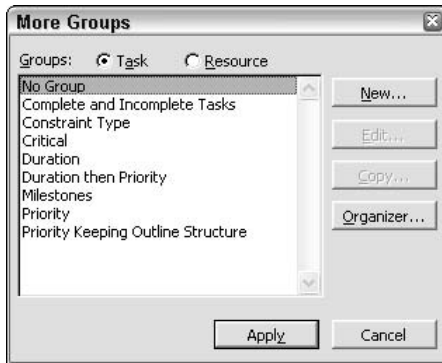 More Groups
Groups: Task Resource
No Group
Complete and Incomplete Tasks
Constraint Type
Critical
Duration
Duration then Priority
Milestones
Priority
Priority Keeping Outline Structure
New...
Edit...
Copy...
Organizer...
Apply Cancel